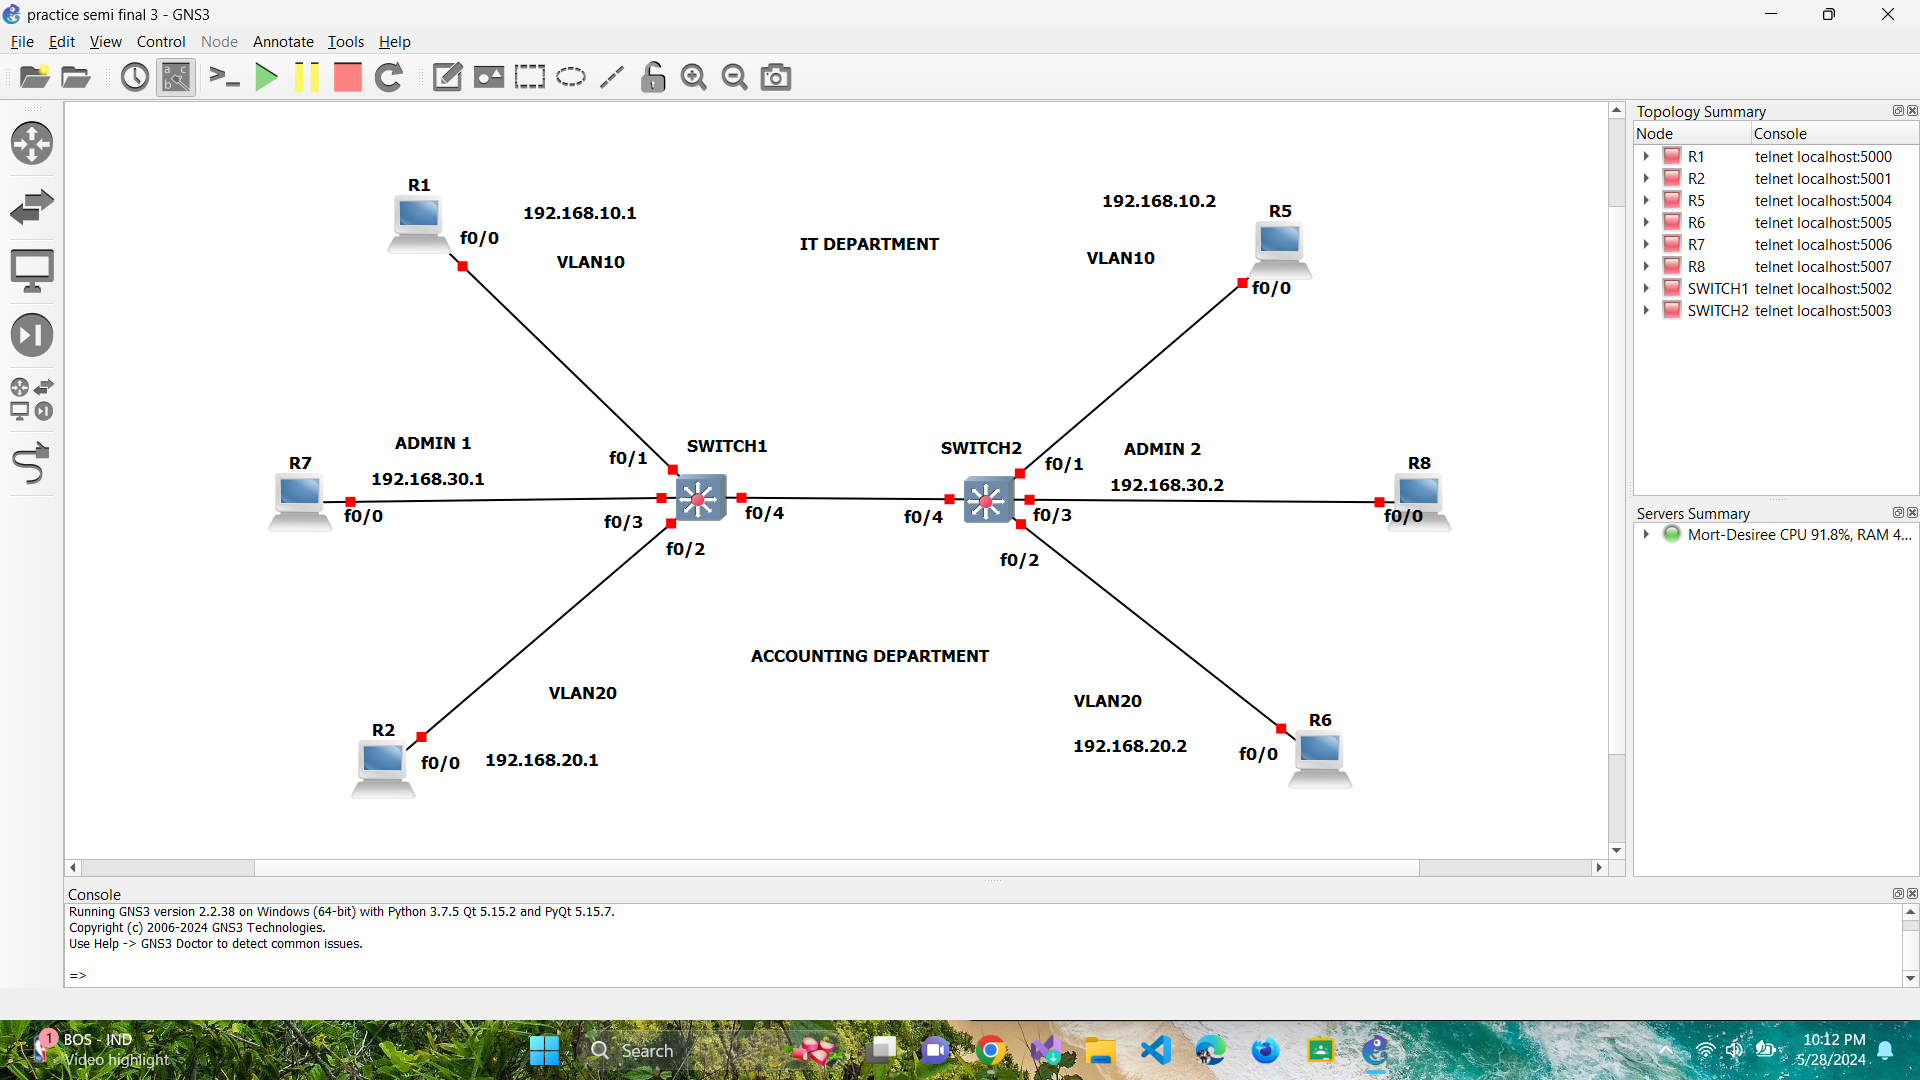 practice semi final 3 - GNS3
File Edit View Control Node Annotate Tools Help
Topology Summary
Node Console
R1 telnet localhost:5000
R2 telnet localhost:5001
R5 telnet localhost:5004
R6 telnet localhost:5005
R7 telnet localhost:5006
R8 telnet localhost:5007
SWITCH1 telnet localhost:5002
SWITCH2 telnet localhost:5003
Servers Summary
Mort-Desiree CPU 91.8%, RAM 4...
R1
192.168.10.1
f0/0
VLAN10
IT DEPARTMENT
192.168.10.2
R5
VLAN10
f0/0
ADMIN 1
R7
192.168.30.1
f0/0
f0/1
SWITCH1
f0/3
f0/4
f0/2
SWITCH2
f0/1
ADMIN 2
192.168.30.2
R8
f0/4
f0/3
f0/0
f0/2
ACCOUNTING DEPARTMENT
VLAN20
R2
f0/0
192.168.20.1
VLAN20
192.168.20.2
R6
f0/0
Console
Running GNS3 version 2.2.38 on Windows (64-bit) with Python 3.7.5 Qt 5.15.2 and PyQt 5.15.7.
Copyright (c) 2006-2024 GNS3 Technologies.
Use Help -> GNS3 Doctor to detect common issues.
=>
1
BOS - IND
Video highlight
Search
10:12 PM
5/28/2024